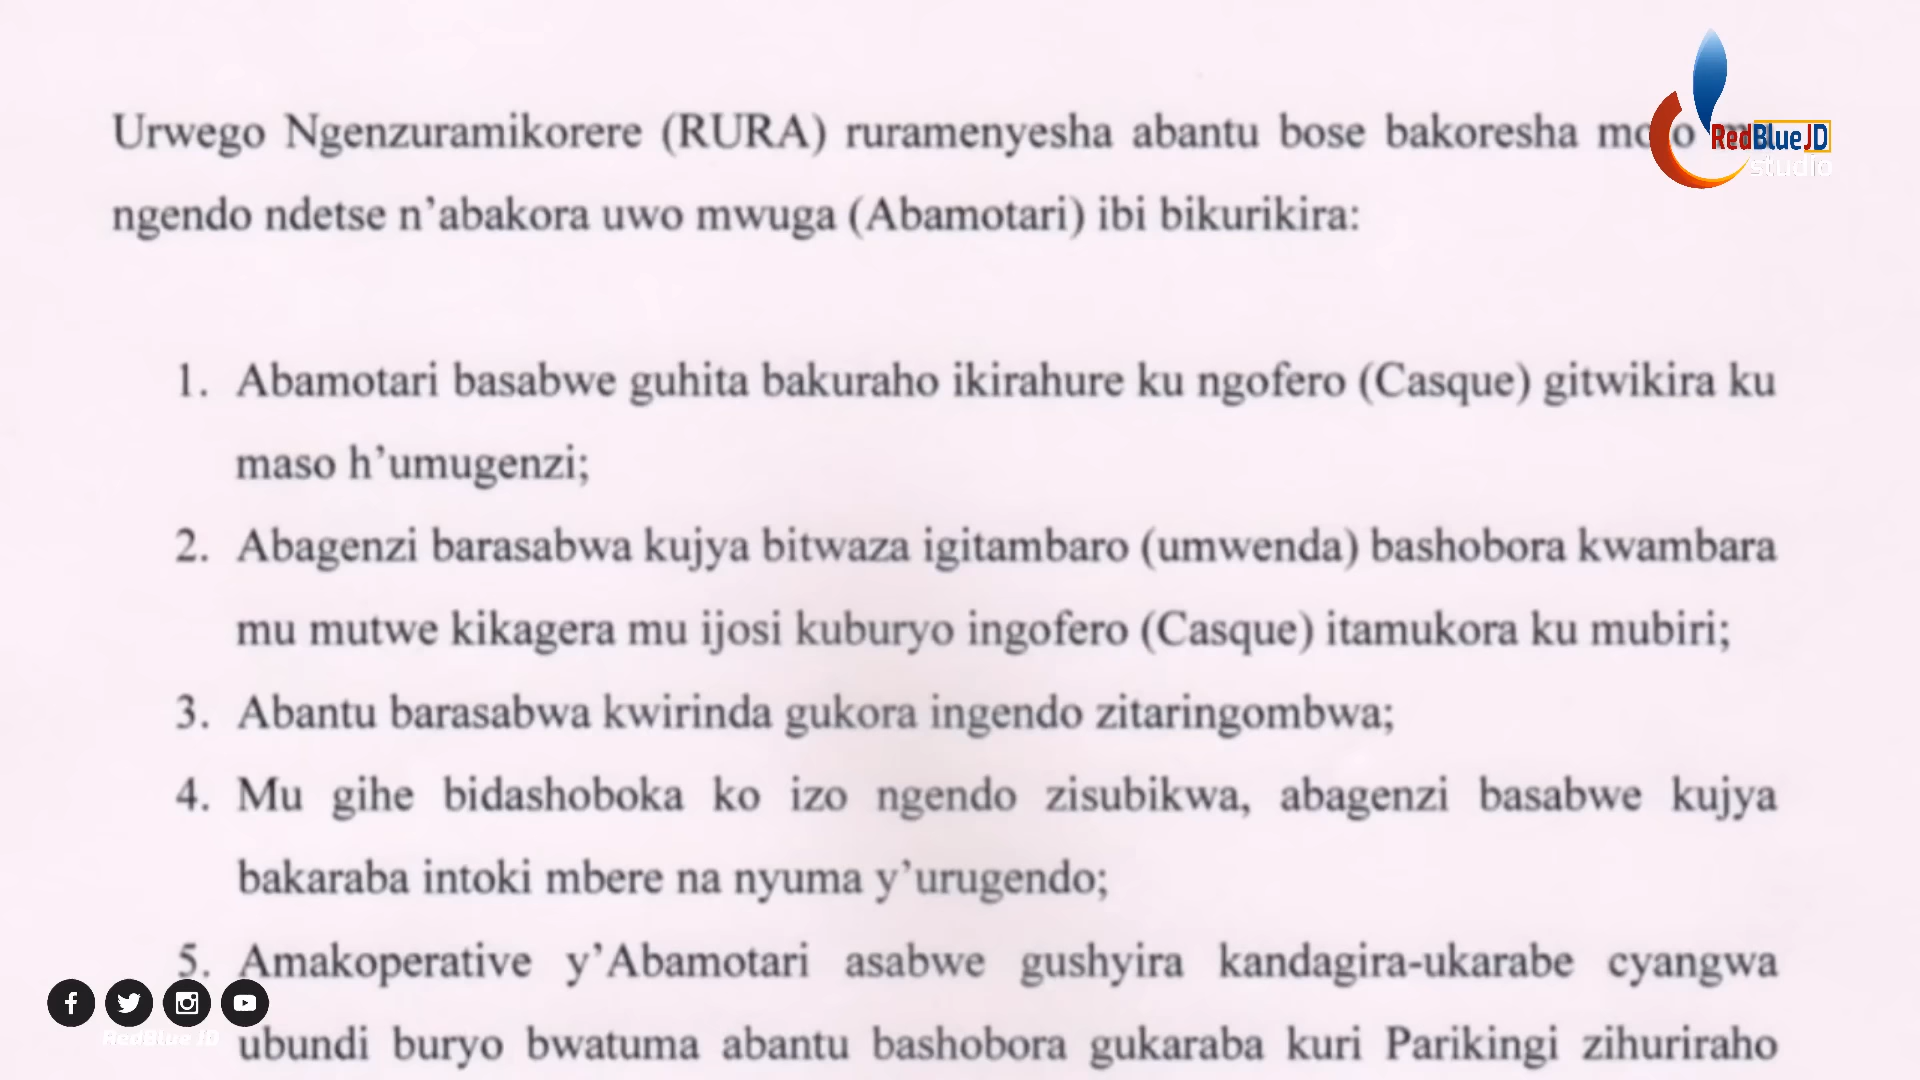 Urwego Ngenzuramikorere (RURA) ruramenyesha abantu bose bakoresha
ngendo ndetse n’abakora uwo mwuga (Abamotari) ibi bikurikira:
1. Abamotari basabwe guhita bakuraho ikirahure ku ngofero (Casque) gitwikira ku
maso h’umugenzi;
2. Abagenzi barasabwa kujya bitwaza igitambaro (umwenda) bashobora kwambara
mu mutwe kikagera mu ijosi kuburyo ingofero (Casque) itamukora ku mubiri;
3. Abantu barasabwa kwirinda gukora ingendo zitaringombwa;
4. Mu gihe bidashoboka ko izo ngendo zisubikwa, abagenzi basabwe kujya
bakaraba intoki mbere na nyuma y’urugendo;
5. Amakoperative y’Abamotari asabwe gushyira kandagira-ukarabe cyangwa
ubundi buryo bwatuma abantu bashobora gukaraba kuri Parikingi zihuriraho
RedBlueJD
studio
RedBlue JD